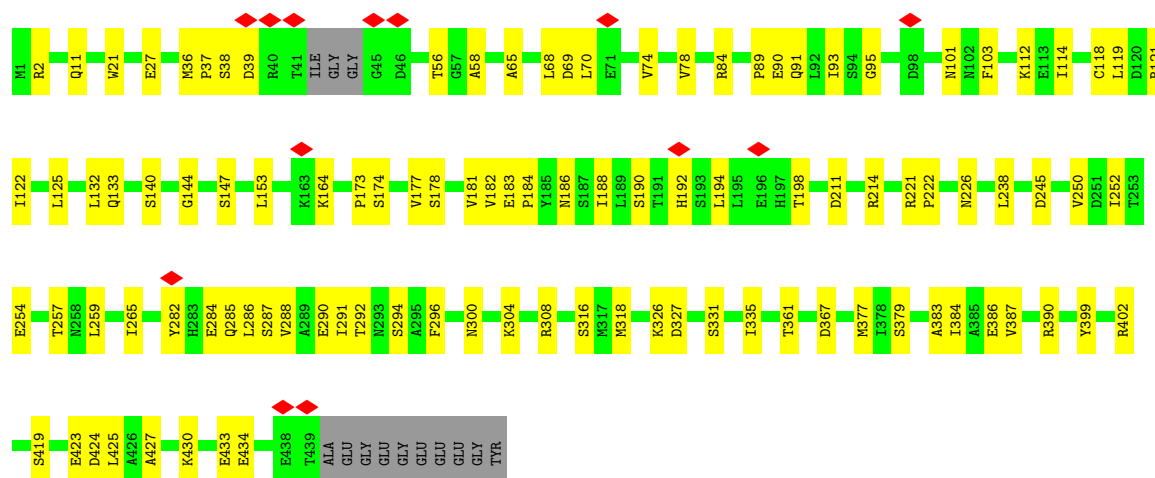 M1 R2 Q11 W21 E27 M36 P37 S38 D39 R40 T41 ILE GLY GLY G45 D46 T56 G57 A58 A65 L68 D69 L70 E71 V74 V78 R84 P89 E90 Q91 L92 I93 S94 G95 D98 N101 N102 F103 K112 E113 I114 C118 L119 D120 R121
I122 L125 L132 Q133 S140 G144 S147 L153 K163 K164 P173 S174 V177 S178 V181 V182 E183 P184 Y185 N186 S187 I188 L189 S190 T191 H192 S193 L194 L195 E196 H197 T198 D211 R214 R221 P222 N226 L238 D245 V250 D251 I252 T253
E254 T257 N258 L259 I265 Y282 H283 E284 Q285 L286 S287 V288 A289 E290 I291 T292 N293 S294 A295 F296 N300 K304 R308 S316 M317 M318 K326 D327 S331 I335 T361 D367 M377 I378 S379 A383 I384 A385 E386 V387 R390 Y399 R402
S419 E423 D424 L425 A426 A427 K430 E433 E434 E438 T439 ALA GLU GLY GLU GLY GLU GLU GLU GLY TYR